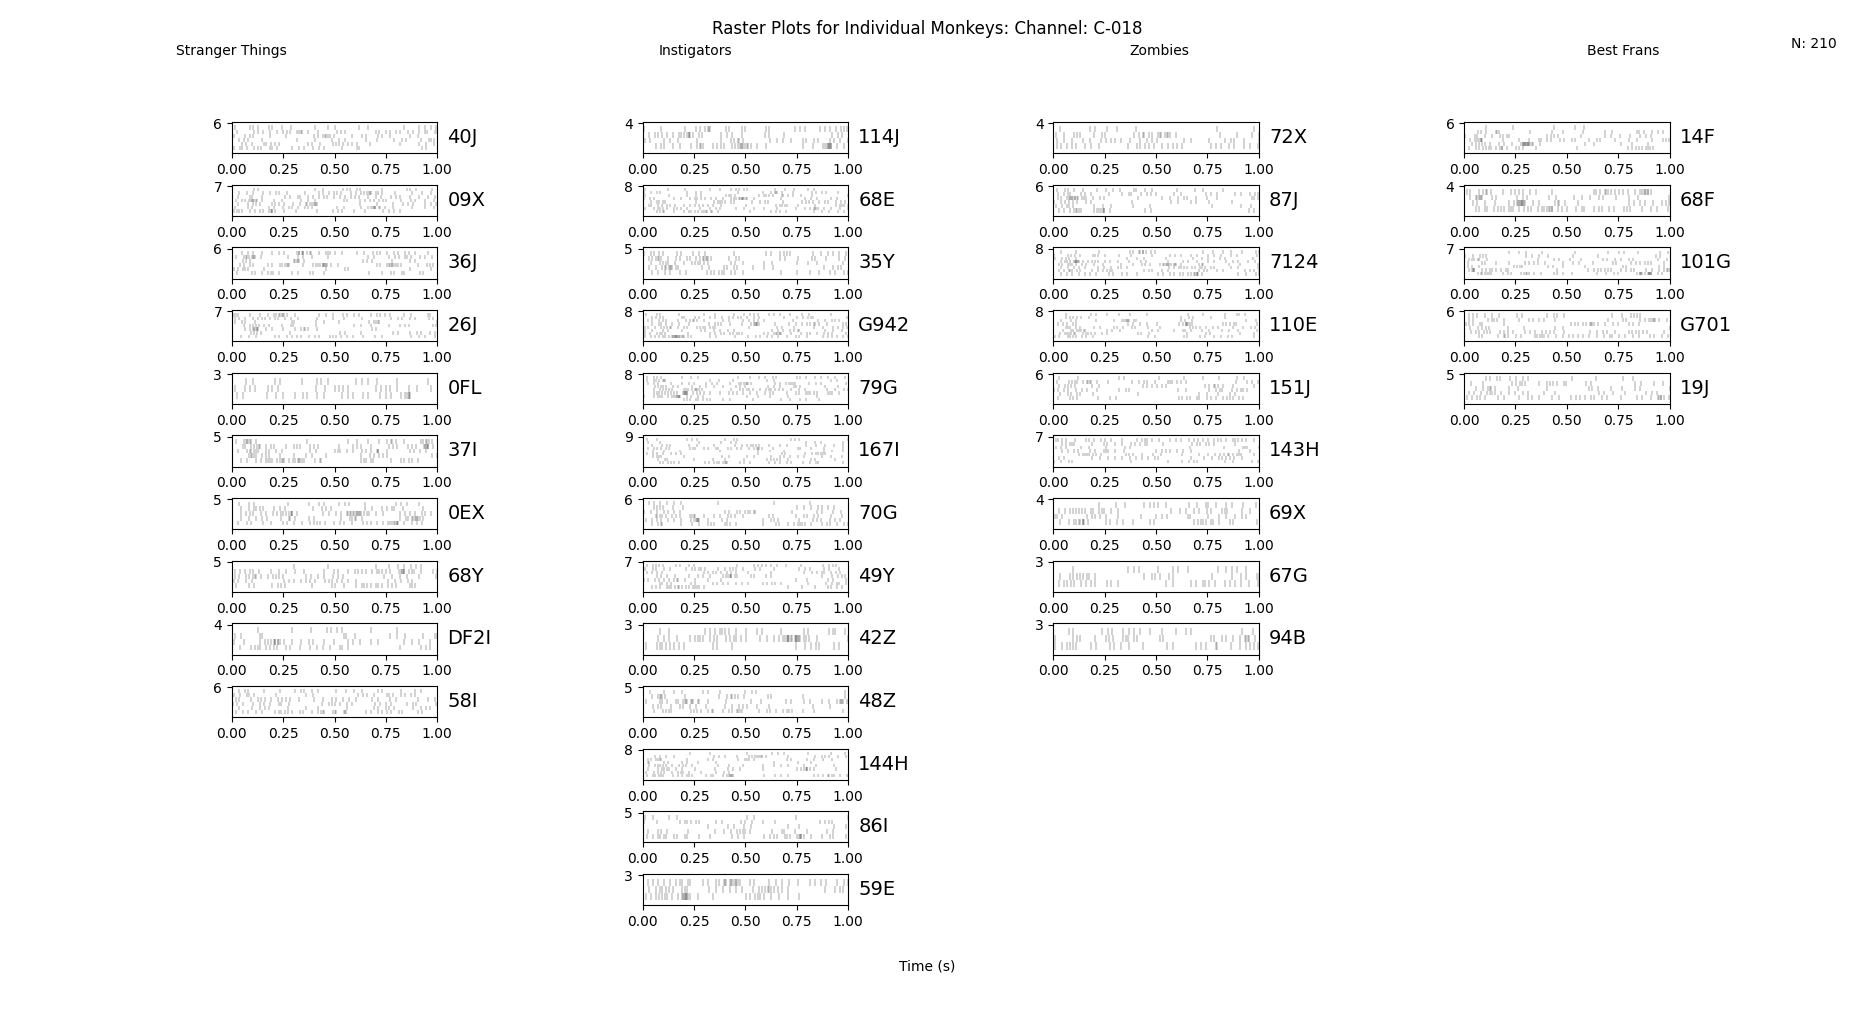 Raster Plots for Individual Monkeys: Channel: C-018
Stranger Things Instigators Zombies Best Frans N: 210
6 40J 4 114J 4 72X 6 14F
0.00 0.25 0.50 0.75 1.00 0.00 0.25 0.50 0.75 1.00 0.00 0.25 0.50 0.75 1.00 0.00 0.25 0.50 0.75 1.00
7 09X 8 68E 6 87J 4 68F
0.00 0.25 0.50 0.75 1.00 0.00 0.25 0.50 0.75 1.00 0.00 0.25 0.50 0.75 1.00 0.00 0.25 0.50 0.75 1.00
6 36J 5 35Y 8 7124 7 101G
0.00 0.25 0.50 0.75 1.00 0.00 0.25 0.50 0.75 1.00 0.00 0.25 0.50 0.75 1.00 0.00 0.25 0.50 0.75 1.00
7 26J 8 G942 8 110E 6 G701
0.00 0.25 0.50 0.75 1.00 0.00 0.25 0.50 0.75 1.00 0.00 0.25 0.50 0.75 1.00 0.00 0.25 0.50 0.75 1.00
3 0FL 8 79G 6 151J 5 19J
0.00 0.25 0.50 0.75 1.00 0.00 0.25 0.50 0.75 1.00 0.00 0.25 0.50 0.75 1.00 0.00 0.25 0.50 0.75 1.00
5 37I 9 167I 7 143H
0.00 0.25 0.50 0.75 1.00 0.00 0.25 0.50 0.75 1.00 0.00 0.25 0.50 0.75 1.00
5 0EX 6 70G 4 69X
0.00 0.25 0.50 0.75 1.00 0.00 0.25 0.50 0.75 1.00 0.00 0.25 0.50 0.75 1.00
5 68Y 7 49Y 3 67G
0.00 0.25 0.50 0.75 1.00 0.00 0.25 0.50 0.75 1.00 0.00 0.25 0.50 0.75 1.00
4 DF2I 3 42Z 3 94B
0.00 0.25 0.50 0.75 1.00 0.00 0.25 0.50 0.75 1.00 0.00 0.25 0.50 0.75 1.00
6 58I 5 48Z
0.00 0.25 0.50 0.75 1.00 0.00 0.25 0.50 0.75 1.00
8 144H
0.00 0.25 0.50 0.75 1.00
5 86I
0.00 0.25 0.50 0.75 1.00
3 59E
0.00 0.25 0.50 0.75 1.00
Time (s)